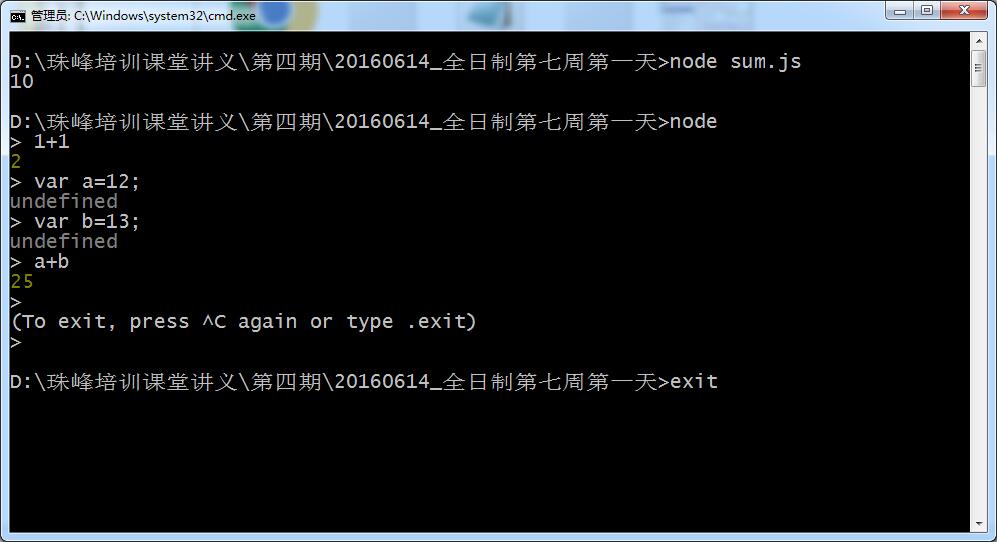 管理员: C:\Windows\system32\cmd.exe
D:\珠峰培训课堂讲义\第四期\20160614_全日制第七周第一天>node sum.js
10
D:\珠峰培训课堂讲义\第四期\20160614_全日制第七周第一天>node
> 1+1
2
> var a=12;
undefined
> var b=13;
undefined
> a+b
25
>
(To exit, press ^C again or type .exit)
>
D:\珠峰培训课堂讲义\第四期\20160614_全日制第七周第一天>exit